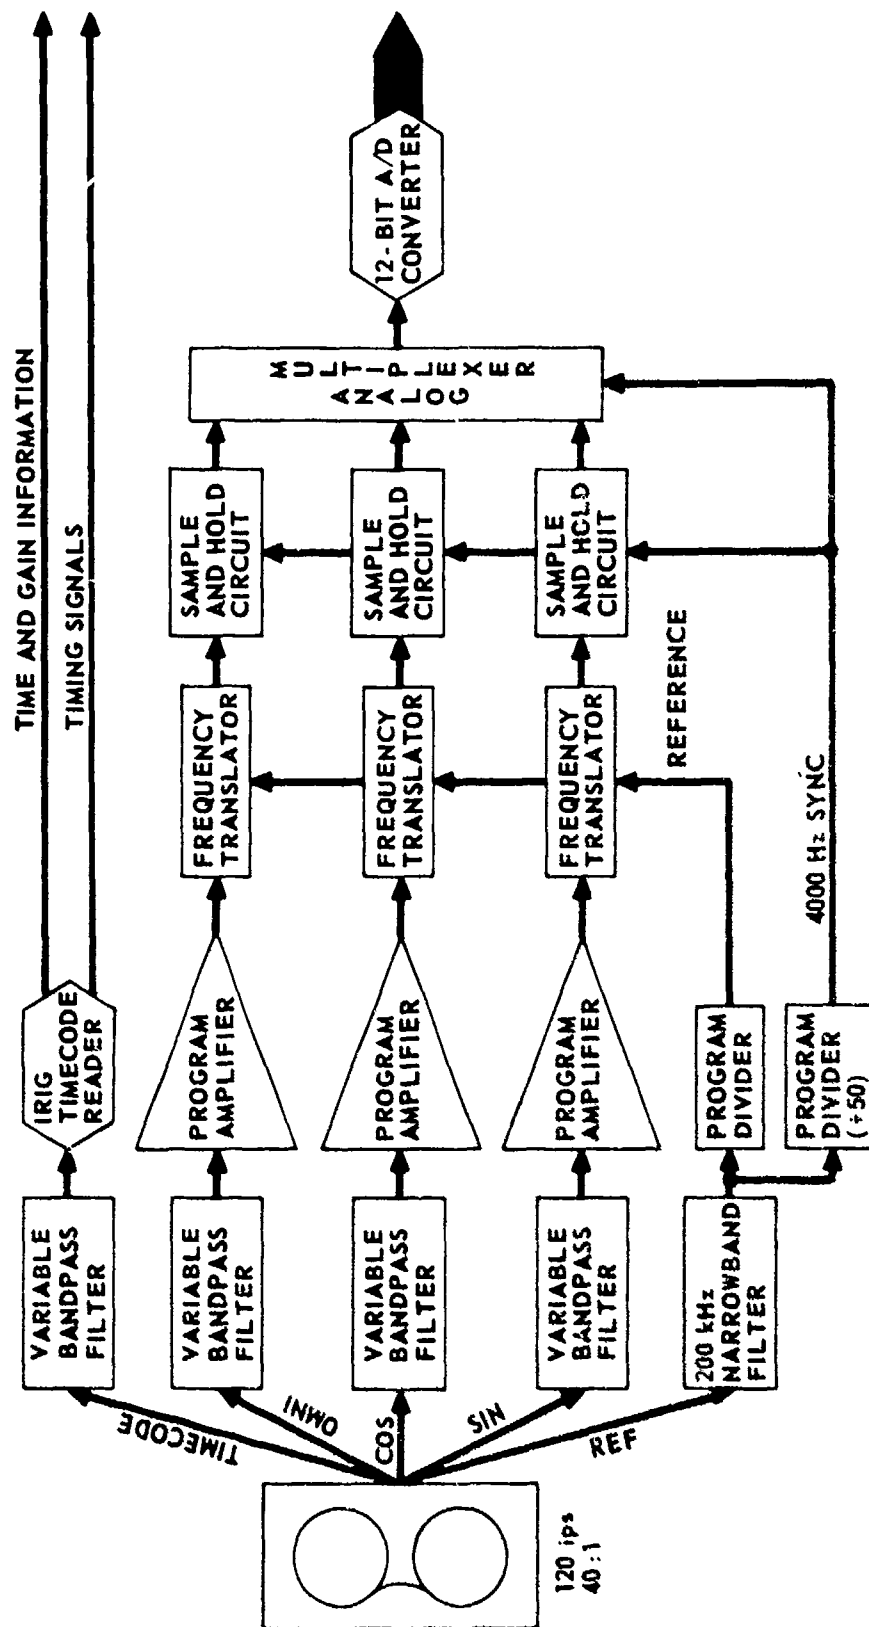 TIME AND GAIN INFORMATION
TIMING SIGNALS
IRIG
TIMECODE
READER
VARIABLE
BANDPASS
FILTER
TIMECODE
OMNI
COS
SIN
REF
120 ips
40:1
VARIABLE
BANDPASS
FILTER
PROGRAM
AMPLIFIER
FREQUENCY
TRANSLATOR
SAMPLE
AND HOLD
CIRCUIT
VARIABLE
BANDPASS
FILTER
PROGRAM
AMPLIFIER
FREQUENCY
TRANSLATOR
SAMPLE
AND HOLD
CIRCUIT
VARIABLE
BANDPASS
FILTER
PROGRAM
AMPLIFIER
FREQUENCY
TRANSLATOR
SAMPLE
AND HOLD
CIRCUIT
MULTIPLEXER
ANALOG
12-BIT A/D
CONVERTER
200 kHz
NARROWBAND
FILTER
PROGRAM
DIVIDER
REFERENCE
PROGRAM
DIVIDER
(÷50)
4000 Hz SYNC